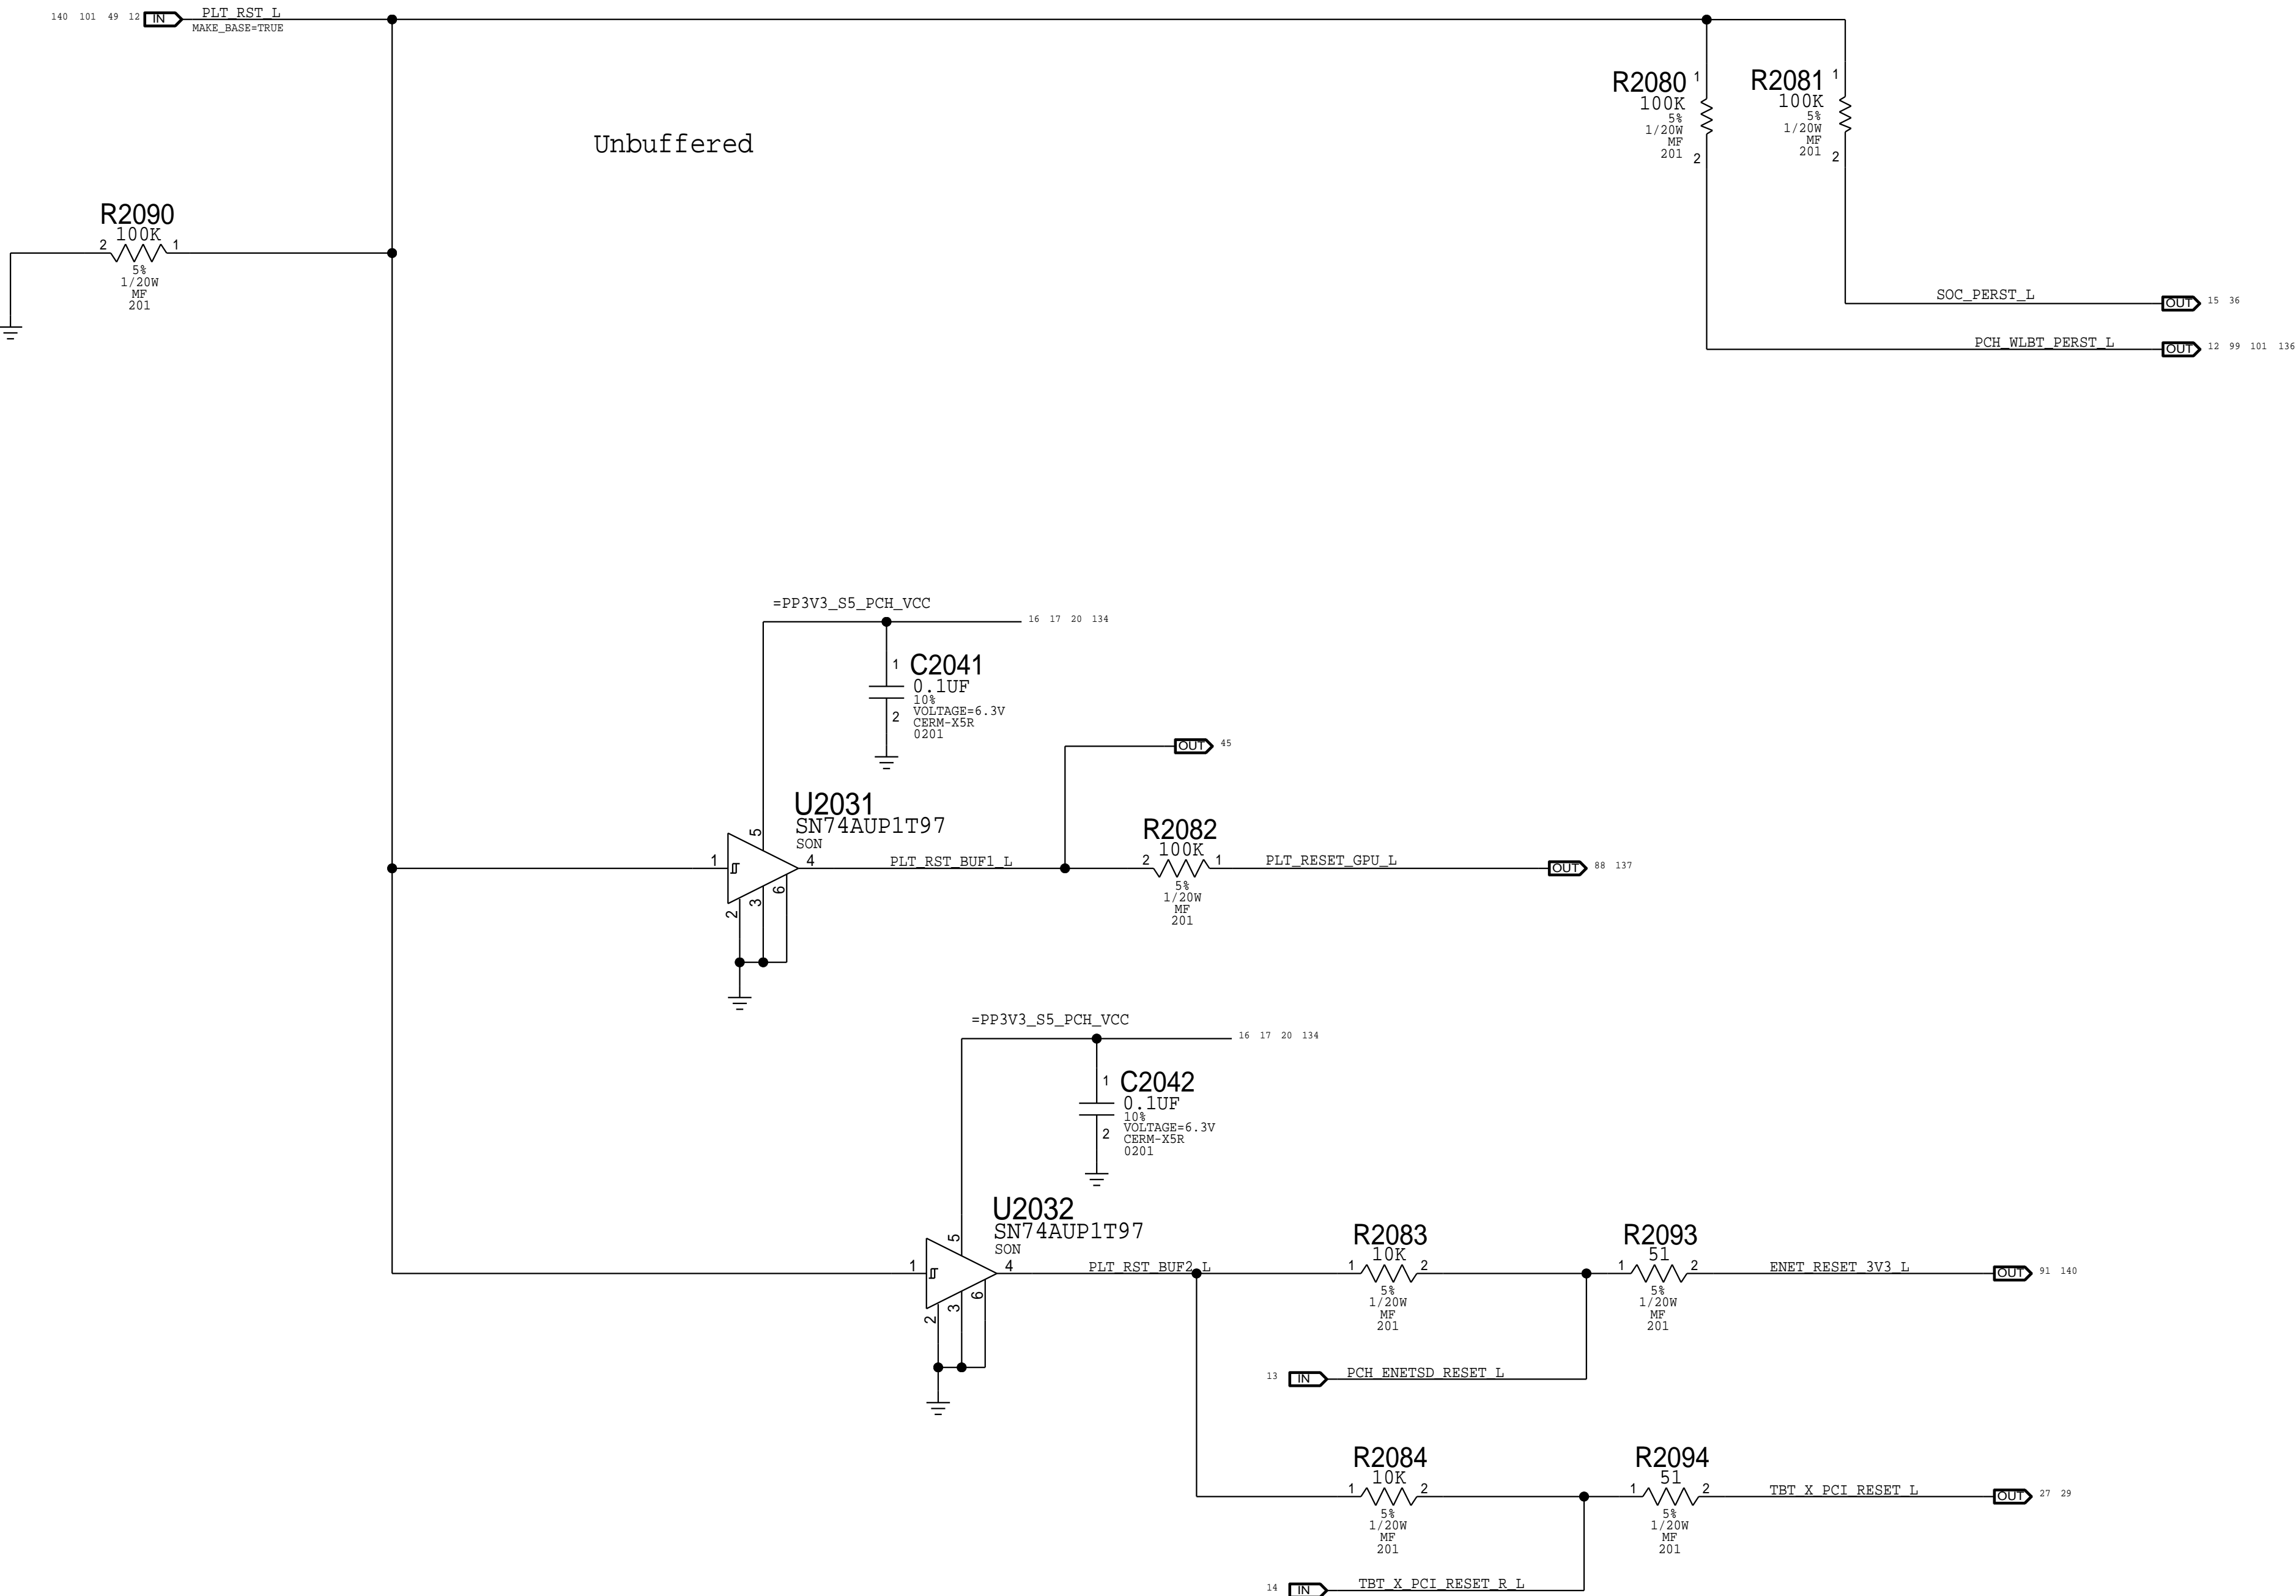 140 101 49 12 IN PLT_RST_L
MAKE_BASE=TRUE
Unbuffered
R2080
100K
5%
1/20W
MF
201
1
2
R2081
100K
5%
1/20W
MF
201
1
2
R2090
100K
2 1
5%
1/20W
MF
201
SOC_PERST_L OUT 15 36
PCH_WLBT_PERST_L OUT 12 99 101 136
=PP3V3_S5_PCH_VCC
16 17 20 134
1 C2041
0.1UF
10%
2 VOLTAGE=6.3V
CERM-X5R
0201
OUT 45
U2031
SN74AUP1T97
SON
5
1
4
2
3
6
PLT_RST_BUF1_L
R2082
100K
2 1
5%
1/20W
MF
201
PLT_RESET_GPU_L OUT 88 137
=PP3V3_S5_PCH_VCC
16 17 20 134
1 C2042
0.1UF
10%
2 VOLTAGE=6.3V
CERM-X5R
0201
U2032
SN74AUP1T97
SON
5
1
4
2
3
6
PLT_RST_BUF2_L
R2083
10K
1 2
5%
1/20W
MF
201
R2093
51
1 2
5%
1/20W
MF
201
ENET_RESET_3V3_L OUT 91 140
13 IN PCH_ENETSD_RESET_L
R2084
10K
1 2
5%
1/20W
MF
201
R2094
51
1 2
5%
1/20W
MF
201
TBT_X_PCI_RESET_L OUT 27 29
14 IN TBT_X_PCI_RESET_R_L